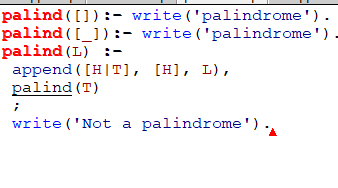 palind([]):- write('palindrome').
palind([_]):- write('palindrome').
palind(L) :-
append([H|T], [H], L),
palind(T)
;
write('Not a palindrome').